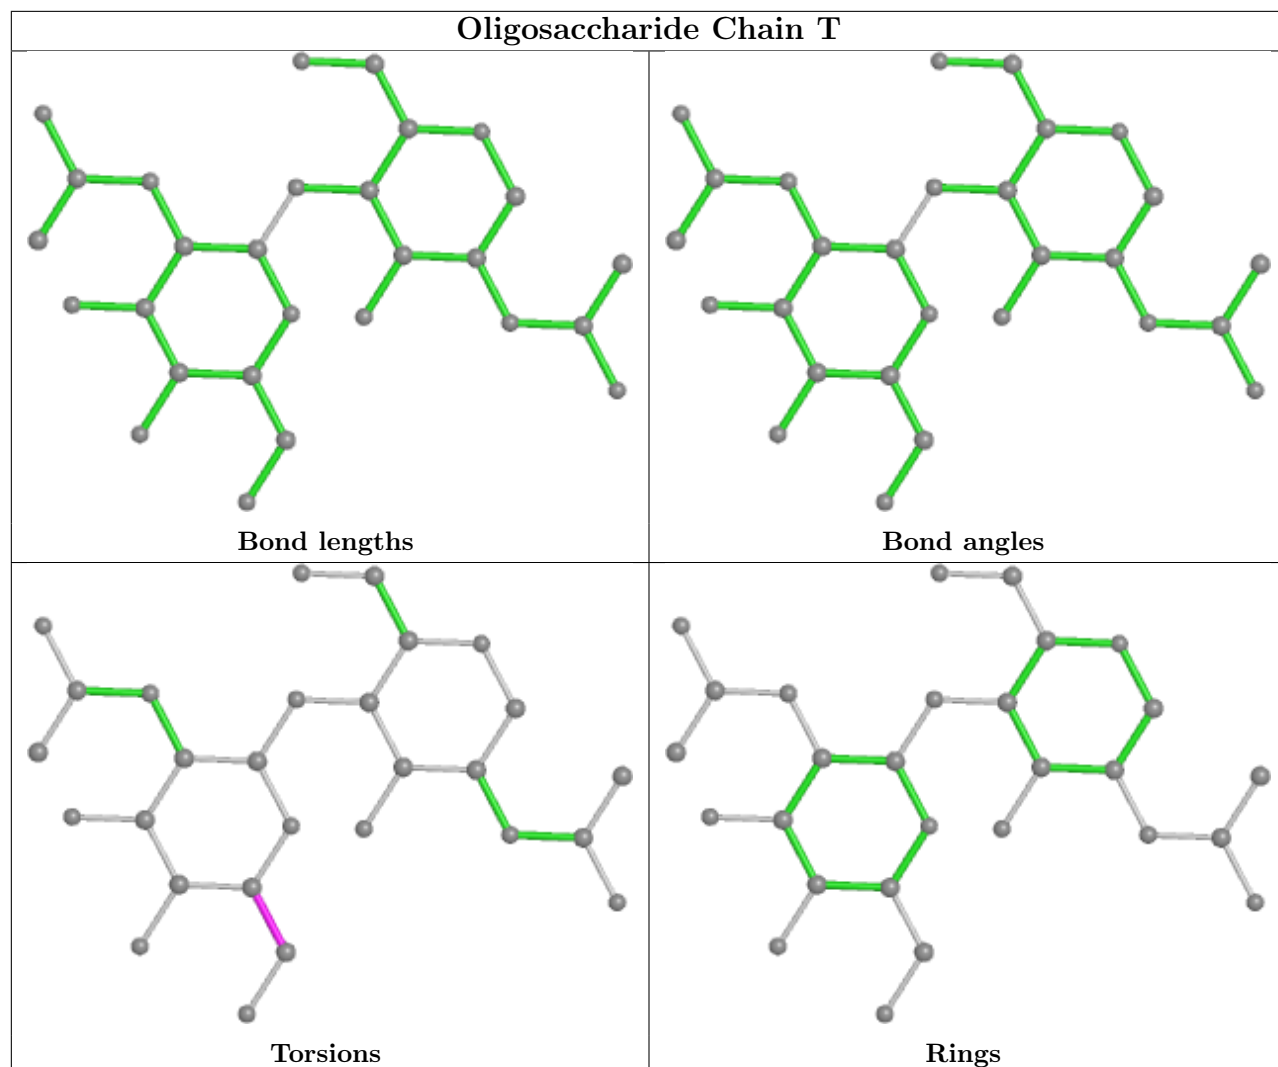 Oligosaccharide Chain T
Bond lengths
Bond angles
Torsions
Rings